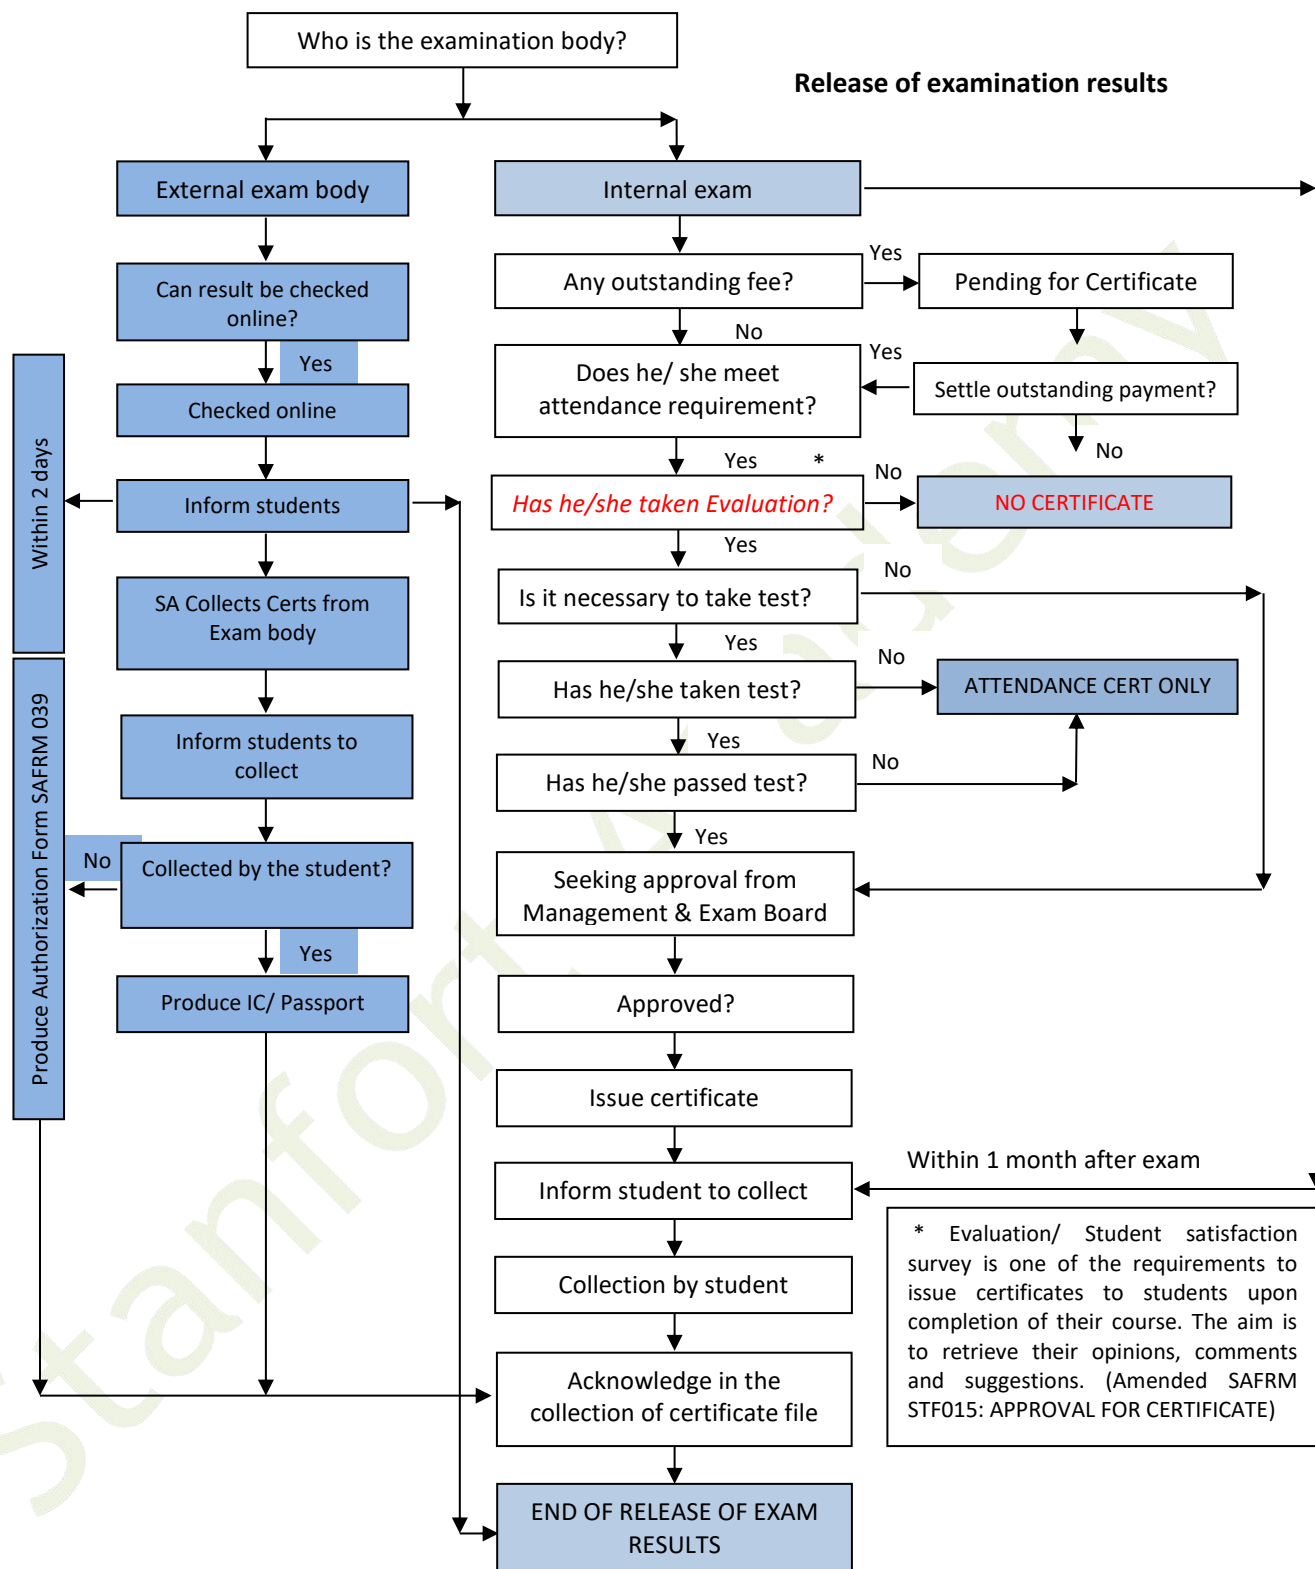 Who is the examination body?
Release of examination results
External exam body
Internal exam
Yes
Any outstanding fee?
Pending for Certificate
Can result be checked
online?
No
Yes
Yes
Does he/ she meet
attendance requirement?
Settle outstanding payment?
Checked online
No
Within 2 days
Yes
*
No
Inform students
Has he/she taken Evaluation?
NO CERTIFICATE
Yes
No
SA Collects Certs from
Exam body
Is it necessary to take test?
Yes
No
Has he/she taken test?
ATTENDANCE CERT ONLY
Produce Authorization Form SAFRM 039
Inform students to
collect
Yes
No
Has he/she passed test?
Yes
No
Collected by the student?
Seeking approval from
Management & Exam Board
Yes
Produce IC/ Passport
Approved?
Issue certificate
Within 1 month after exam
Inform student to collect
* Evaluation/ Student satisfaction
survey is one of the requirements to
issue certificates to students upon
completion of their course. The aim is
to retrieve their opinions, comments
and suggestions. (Amended SAFRM
STF015: APPROVAL FOR CERTIFICATE)
Collection by student
Acknowledge in the
collection of certificate file
END OF RELEASE OF EXAM
RESULTS
Stanfort Academy